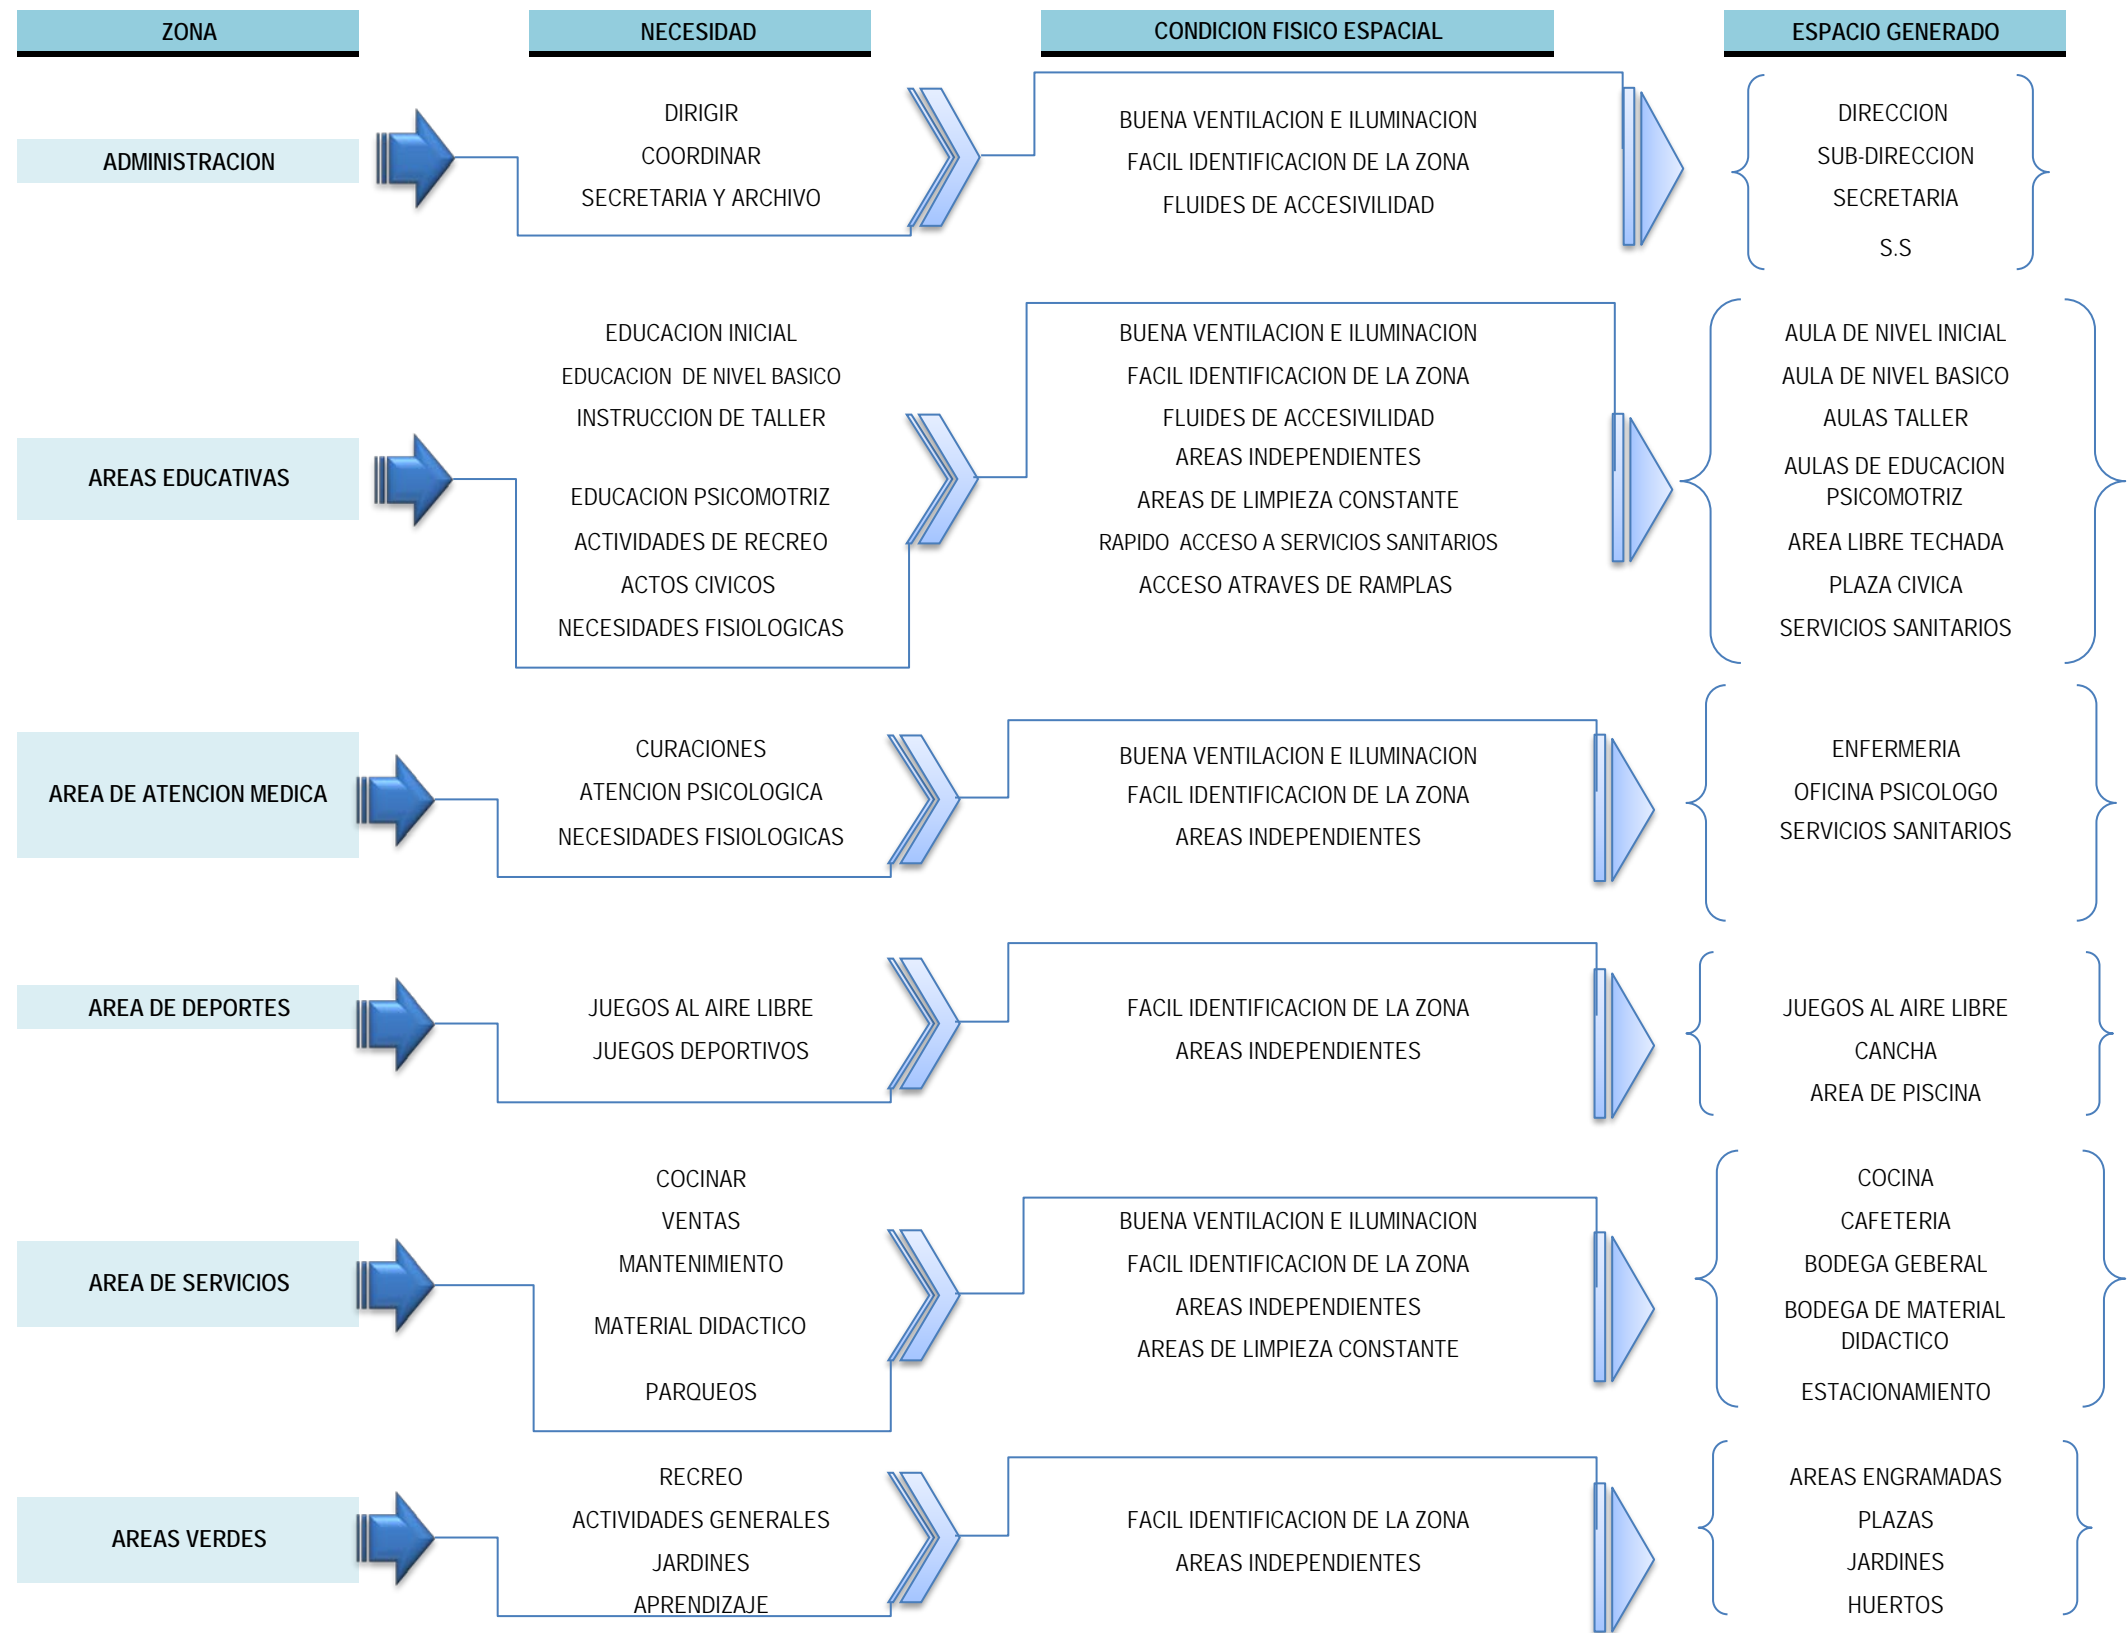 ZONA
NECESIDAD
CONDICION FISICO ESPACIAL
ESPACIO GENERADO
ADMINISTRACION
DIRIGIR
COORDINAR
SECRETARIA Y ARCHIVO
BUENA VENTILACION E ILUMINACION
FACIL IDENTIFICACION DE LA ZONA
FLUIDES DE ACCESIVILIDAD
DIRECCION
SUB-DIRECCION
SECRETARIA
S.S
AREAS EDUCATIVAS
EDUCACION INICIAL
EDUCACION DE NIVEL BASICO
INSTRUCCION DE TALLER
EDUCACION PSICOMOTRIZ
ACTIVIDADES DE RECREO
ACTOS CIVICOS
NECESIDADES FISIOLOGICAS
BUENA VENTILACION E ILUMINACION
FACIL IDENTIFICACION DE LA ZONA
FLUIDES DE ACCESIVILIDAD
AREAS INDEPENDIENTES
AREAS DE LIMPIEZA CONSTANTE
RAPIDO ACCESO A SERVICIOS SANITARIOS
ACCESO ATRAVES DE RAMPLAS
AULA DE NIVEL INICIAL
AULA DE NIVEL BASICO
AULAS TALLER
AULAS DE EDUCACION
PSICOMOTRIZ
AREA LIBRE TECHADA
PLAZA CIVICA
SERVICIOS SANITARIOS
AREA DE ATENCION MEDICA
CURACIONES
ATENCION PSICOLOGICA
NECESIDADES FISIOLOGICAS
BUENA VENTILACION E ILUMINACION
FACIL IDENTIFICACION DE LA ZONA
AREAS INDEPENDIENTES
ENFERMERIA
OFICINA PSICOLOGO
SERVICIOS SANITARIOS
AREA DE DEPORTES
JUEGOS AL AIRE LIBRE
JUEGOS DEPORTIVOS
FACIL IDENTIFICACION DE LA ZONA
AREAS INDEPENDIENTES
JUEGOS AL AIRE LIBRE
CANCHA
AREA DE PISCINA
AREA DE SERVICIOS
COCINAR
VENTAS
MANTENIMIENTO
MATERIAL DIDACTICO
PARQUEOS
BUENA VENTILACION E ILUMINACION
FACIL IDENTIFICACION DE LA ZONA
AREAS INDEPENDIENTES
AREAS DE LIMPIEZA CONSTANTE
COCINA
CAFETERIA
BODEGA GEBERAL
BODEGA DE MATERIAL
DIDACTICO
ESTACIONAMIENTO
AREAS VERDES
RECREO
ACTIVIDADES GENERALES
JARDINES
APRENDIZAJE
FACIL IDENTIFICACION DE LA ZONA
AREAS INDEPENDIENTES
AREAS ENGRAMADAS
PLAZAS
JARDINES
HUERTOS